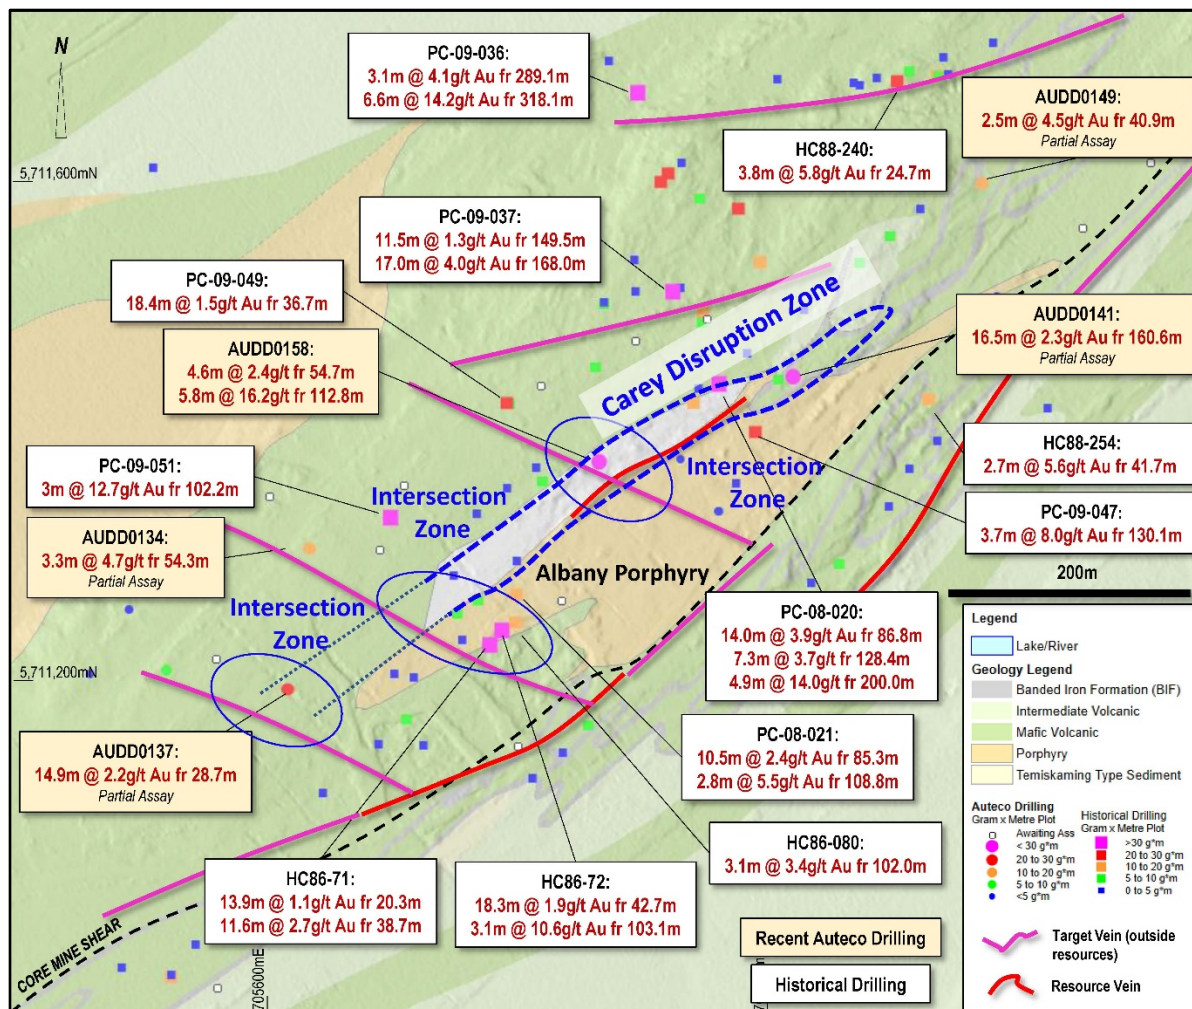 N
PC-09-036:
3.1m @ 4.1g/t Au fr 289.1m
6.6m @ 14.2g/t Au fr 318.1m
AUDD0149:
2.5m @ 4.5g/t Au fr 40.9m
Partial Assay
HC88-240:
3.8m @ 5.8g/t Au fr 24.7m
5,711,600mN
PC-09-037:
11.5m @ 1.3g/t Au fr 149.5m
17.0m @ 4.0g/t Au fr 168.0m
PC-09-049:
18.4m @ 1.5g/t Au fr 36.7m
Carey Disruption Zone
AUDD0141:
16.5m @ 2.3g/t Au fr 160.6m
Partial Assay
AUDD0158:
4.6m @ 2.4g/t fr 54.7m
5.8m @ 16.2g/t fr 112.8m
HC88-254:
2.7m @ 5.6g/t Au fr 41.7m
PC-09-051:
3m @ 12.7g/t Au fr 102.2m
Intersection
Zone
Intersection
Zone
PC-09-047:
3.7m @ 8.0g/t Au fr 130.1m
AUDD0134:
3.3m @ 4.7g/t fr 54.3m
Partial Assay
Albany Porphyry
200m
Intersection
Zone
PC-08-020:
14.0m @ 3.9g/t Au fr 86.8m
7.3m @ 3.7g/t fr 128.4m
4.9m @ 14.0g/t fr 200.0m
5,711,200mN
AUDD0137:
14.9m @ 2.2g/t Au fr 28.7m
Partial Assay
PC-08-021:
10.5m @ 2.4g/t Au fr 85.3m
2.8m @ 5.5g/t Au fr 108.8m
HC86-080:
3.1m @ 3.4g/t Au fr 102.0m
HC86-71:
13.9m @ 1.1g/t Au fr 20.3m
11.6m @ 2.7g/t Au fr 38.7m
HC86-72:
18.3m @ 1.9g/t Au fr 42.7m
3.1m @ 10.6g/t Au fr 103.1m
CORE MINE SHEAR
705600mE
Recent Auteco Drilling
Historical Drilling
Legend
Lake/River
Geology Legend
Banded Iron Formation (BIF)
Intermediate Volcanic
Mafic Volcanic
Porphyry
Temiskaming Type Sediment
Auteco Drilling
Gram x Metre Plot
Awaiting Ass
< 30 g*m
20 to 30 g*m
10 to 20 g*m
5 to 10 g*m
<5 g*m
Historical Drilling
Gram x Metre Plot
>30 g*m
20 to 30 g*m
10 to 20 g*m
5 to 10 g*m
0 to 5 g*m
Target Vein (outside
resources)
Resource Vein